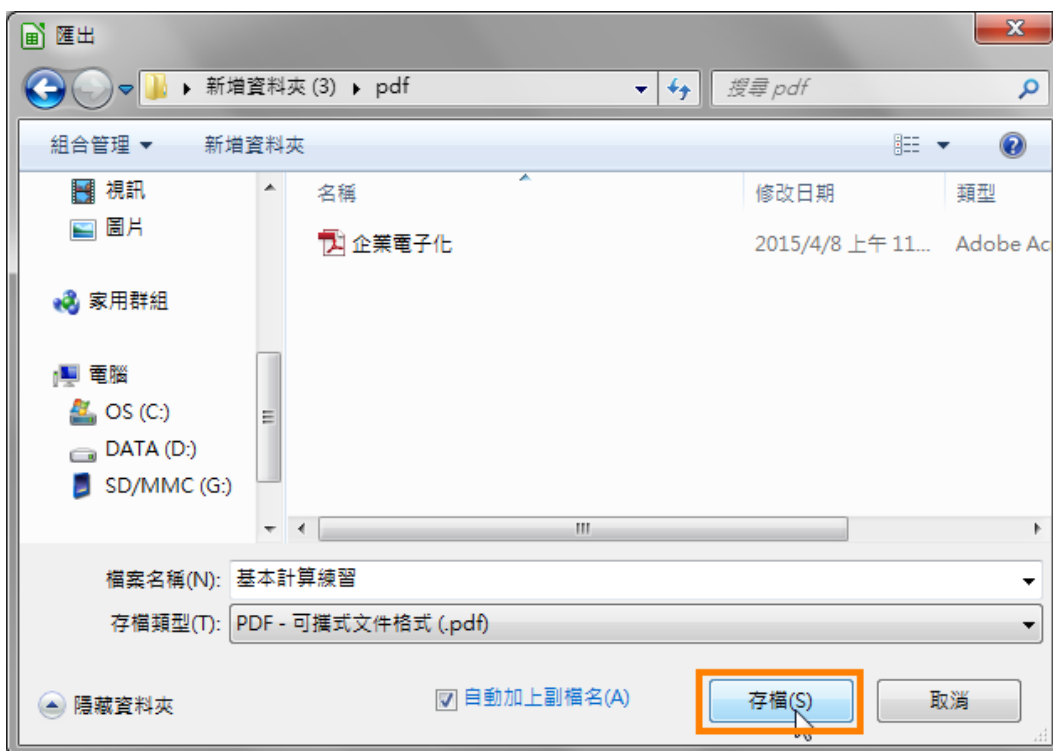 匯出
新增資料夾 (3) ▸ pdf
搜尋 pdf
組合管理 新增資料夾
名稱 修改日期 類型
視訊
圖片
企業電子化 2015/4/8 上午 11... Adobe Ac
家用群組
電腦
OS (C:)
DATA (D:)
SD/MMC (G:)
檔案名稱(N): 基本計算練習
存檔類型(T): PDF - 可攜式文件格式 (.pdf)
隱藏資料夾 自動加上副檔名(A) 存檔(S) 取消